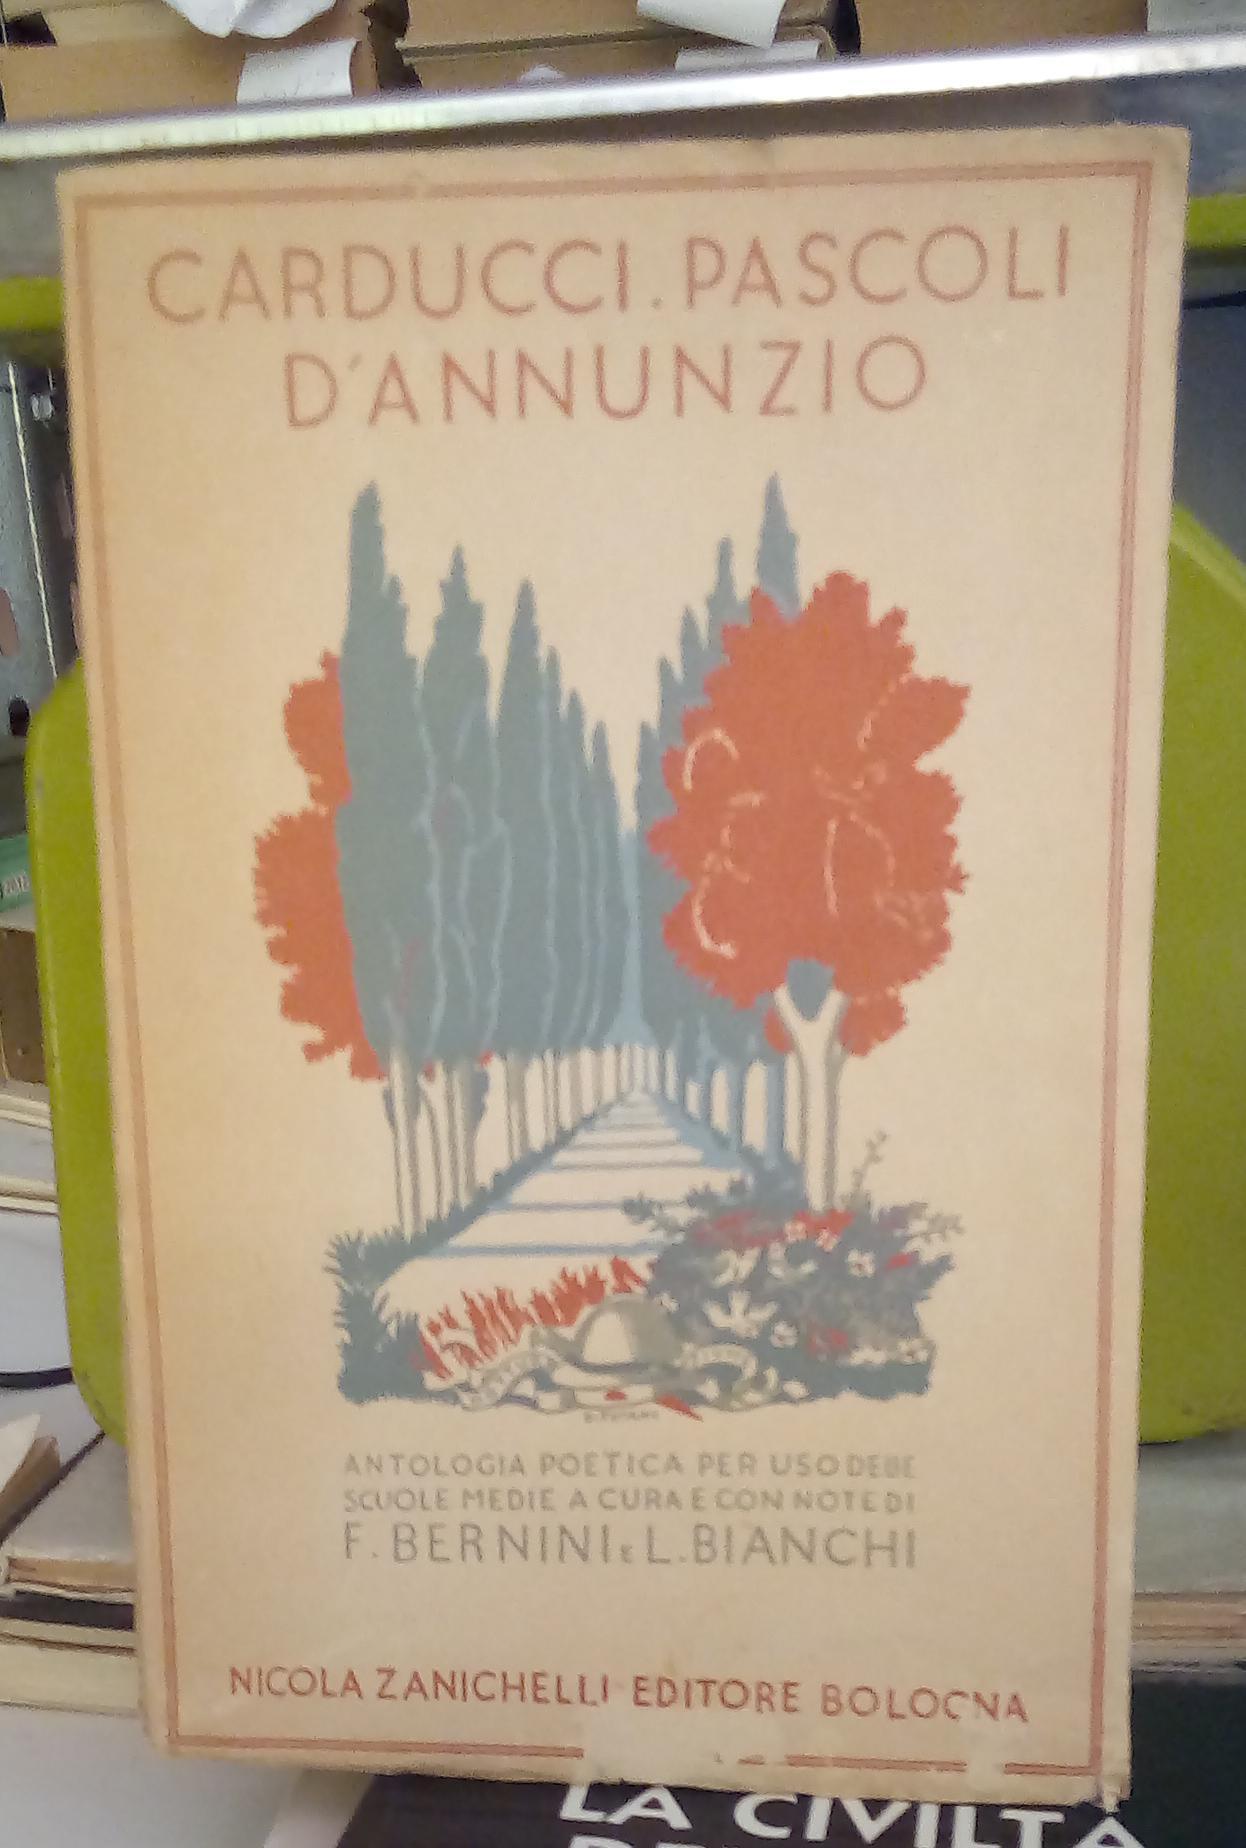 CARDUCCI . PASCOLI
D'ANNUNZIO
ANTOLOGIA POETICA PER USO DELLE
SCUOLE MEDIE A CURA E CON NOTE DI
F. BERNINI E L. BIANCHI
NICOLA ZANICHELLI EDITORE BOLOGNA
LA CIVILTÀ